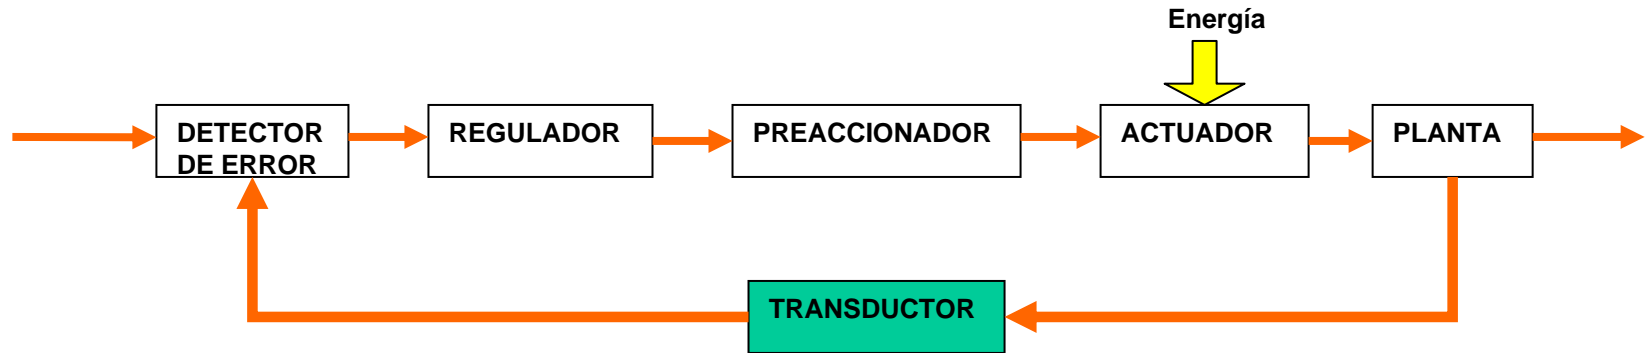 Energía
DETECTOR
DE ERROR
REGULADOR
PREACCIONADOR
ACTUADOR
PLANTA
TRANSDUCTOR